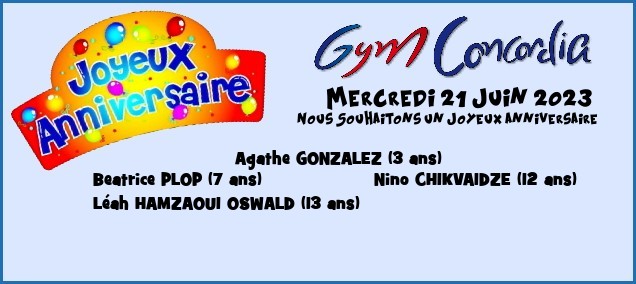 Joyeux
Anniversaire
Gym Concordia
MERCREDI 21 JUIN 2023
NOUS SOUHAITONS UN JOYEUX ANNIVERSAIRE
Agathe GONZALEZ (3 ans)
Beatrice PLOP (7 ans) Nino CHIKVAIDZE (12 ans)
Léah HAMZAOUI OSWALD (13 ans)